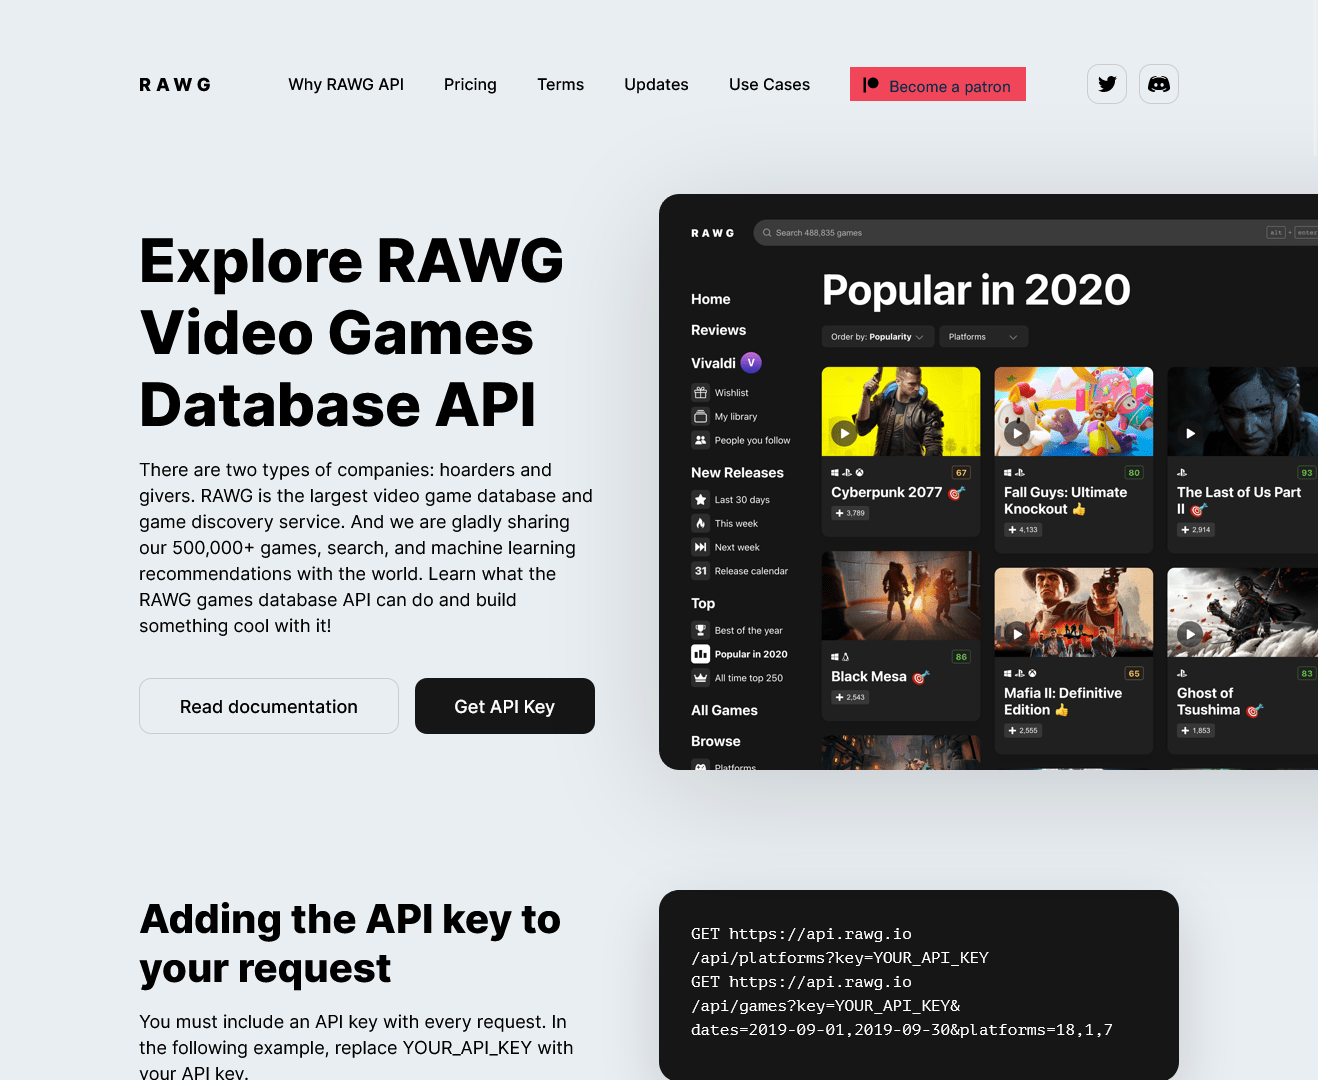 RAWG
Why RAWG API
Pricing
Terms
Updates
Use Cases
Become a patron
Explore RAWG
Video Games
Database API
There are two types of companies: hoarders and
givers. RAWG is the largest video game database and
game discovery service. And we are gladly sharing
our 500,000+ games, search, and machine learning
recommendations with the world. Learn what the
RAWG games database API can do and build
something cool with it!
Read documentation
Get API Key
RAWG
Search 488,835 games
alt + enter
Home
Reviews
Vivaldi V
Wishlist
My library
People you follow
New Releases
Last 30 days
This week
Next week
31 Release calendar
Top
Best of the year
Popular in 2020
All time top 250
All Games
Browse
Platforms
Popular in 2020
Order by: Popularity
Platforms
67
Cyberpunk 2077
+ 3,789
80
Fall Guys: Ultimate
Knockout
+ 4,133
93
The Last of Us Part
II
+ 2,914
86
Black Mesa
+ 2,543
65
Mafia II: Definitive
Edition
+ 2,555
83
Ghost of
Tsushima
+ 1,853
Adding the API key to
your request
You must include an API key with every request. In
the following example, replace YOUR_API_KEY with
your API key.
GET https://api.rawg.io
/api/platforms?key=YOUR_API_KEY
GET https://api.rawg.io
/api/games?key=YOUR_API_KEY&
dates=2019-09-01,2019-09-30&platforms=18,1,7